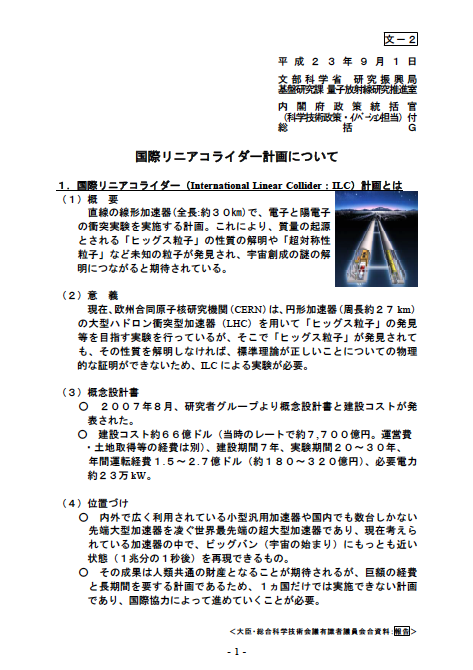 文－２
平成２３年９月１日
文部科学省　研究振興局
基盤研究課 量子放射線研究推進室
内閣府政策統括官
（科学技術政策・イノベーション担当）付
総括Ｇ
国際リニアコライダー計画について
１．国際リニアコライダー（International Linear Collider：ILC）計画とは
（１）概　要
直線の線形加速器(全長:約３０km)で、電子と陽電子
の衝突実験を実施する計画。これにより、質量の起源
とされる「ヒッグス粒子」の性質の解明や「超対称性
粒子」など未知の粒子が発見され、宇宙創成の謎の解
明につながると期待されている。
（２）意　義
現在、欧州合同原子核研究機関（CERN）は、円形加速器（周長約２７km）
の大型ハドロン衝突型加速器（LHC）を用いて「ヒッグス粒子」の発見
等を目指す実験を行っているが、そこで「ヒッグス粒子」が発見されて
も、その性質を解明しなければ、標準理論が正しいことについての物理
的な証明ができないため、ILCによる実験が必要。
（３）概念設計書
〇　２００７年８月、研究者グループより概念設計書と建設コストが発
表された。
〇　建設コスト約６６億ドル（当時のレートで約７,７００億円。運営費
・土地取得等の経費は別）、建設期間７年、実験期間２０～３０年、
年間運転経費１.５～２.７億ドル（約１８０～３２０億円）、必要電力
約２３万kW。
（４）位置づけ
〇　内外で広く利用されている小型汎用加速器や国内でも数台しかない
先端大型加速器を凌ぐ世界最先端の超大型加速器であり、現在考えら
れている加速器の中で、ビッグバン（宇宙の始まり）にもっとも近い
状態（１兆分の１秒後）を再現できるもの。
〇　その成果は人類共通の財産となることが期待されるが、巨額の経費
と長期間を要する計画であるため、１ヵ国だけでは実施できない計画
であり、国際協力によって進めていくことが必要。
＜大臣・総合科学技術会議有識者議員会合資料:報告＞
- 1 -